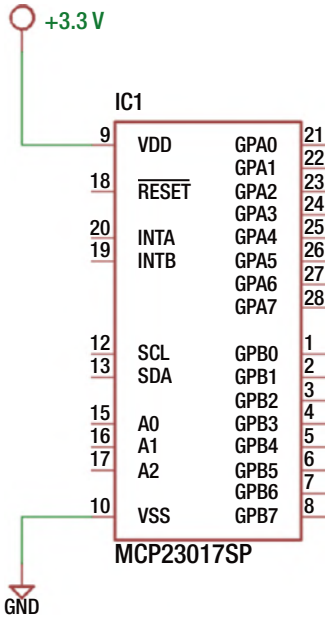 +3.3 V
IC1
9 VDD GPA0 21
GPA1 22
18 RESET GPA2 23
GPA3 24
20 INTA GPA4 25
19 INTB GPA5 26
GPA6 27
GPA7 28
12 SCL GPB0 1
13 SDA GPB1 2
GPB2 3
15 A0 GPB3 4
16 A1 GPB4 5
17 A2 GPB5 6
GPB6 7
10 VSS GPB7 8
MCP23017SP
GND